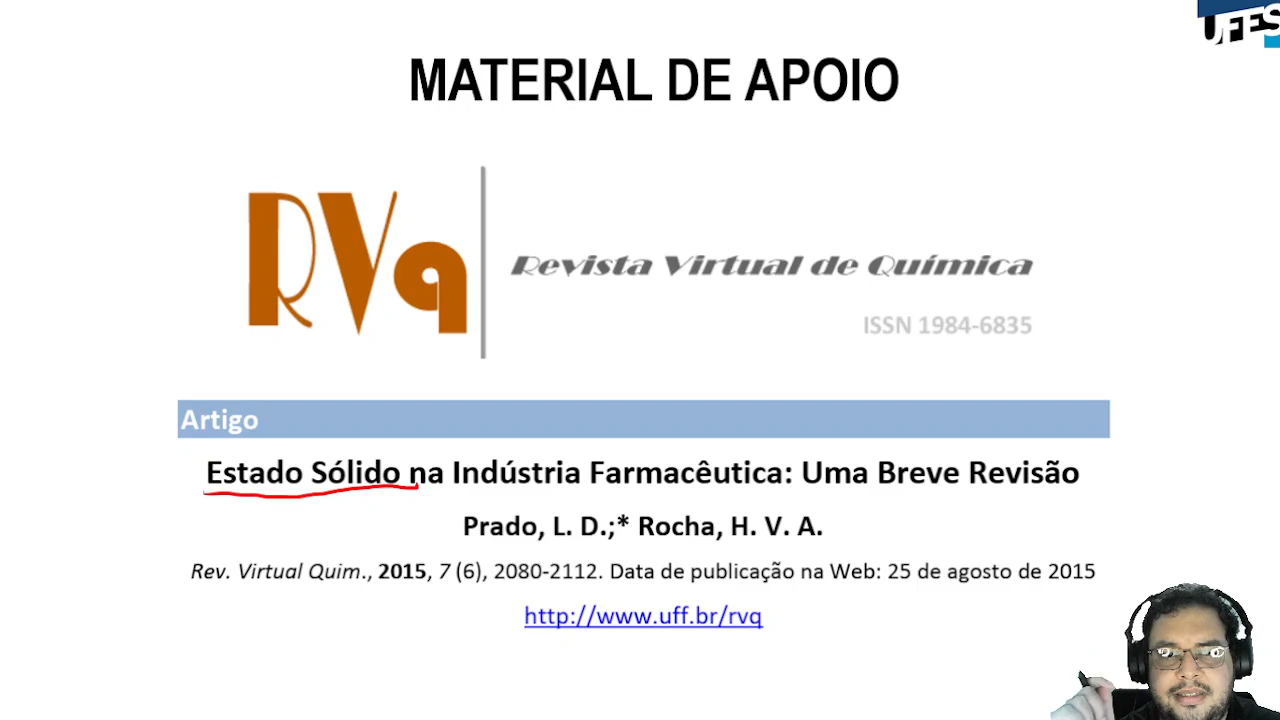 UFES
MATERIAL DE APOIO
RVq
Revista Virtual de Química
ISSN 1984-6835
Artigo
Estado Sólido na Indústria Farmacêutica: Uma Breve Revisão
Prado, L. D.;* Rocha, H. V. A.
Rev. Virtual Quim., 2015, 7 (6), 2080-2112. Data de publicação na Web: 25 de agosto de 2015
http://www.uff.br/rvq